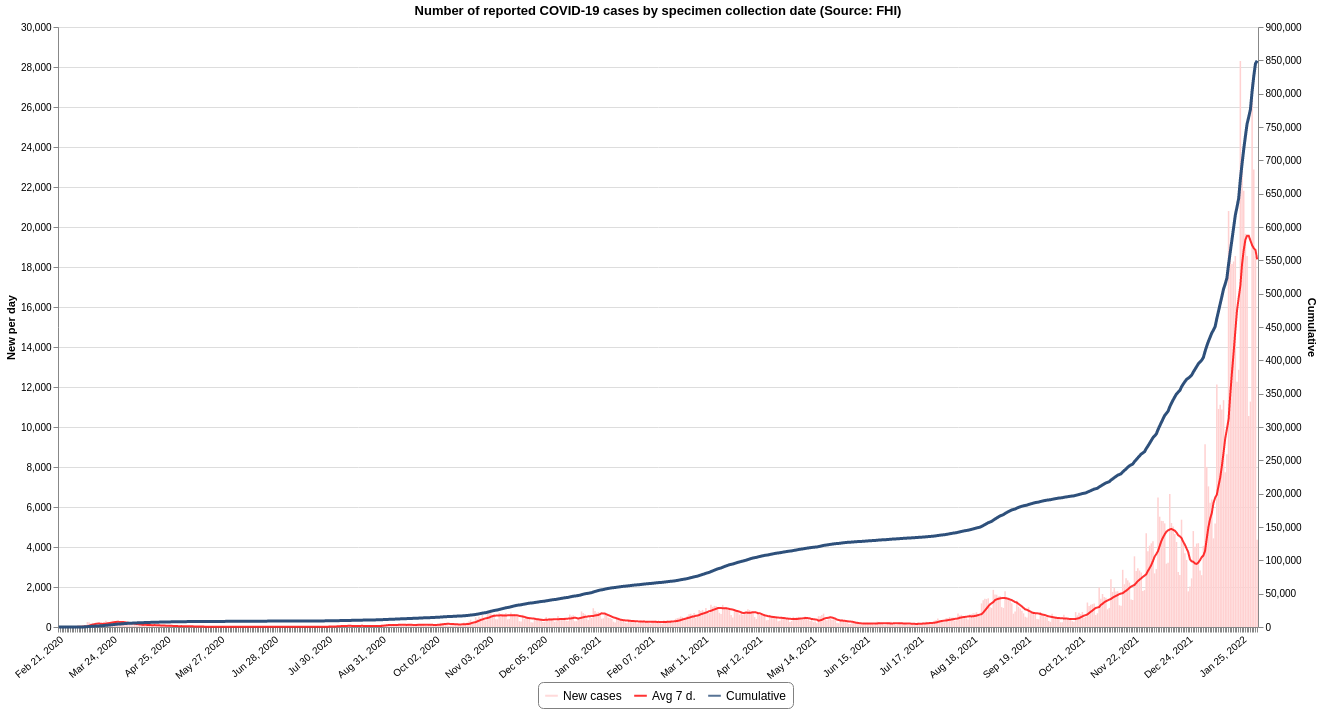 Number of reported COVID-19 cases by specimen collection date (Source: FHI)
30,000
28,000
26,000
24,000
22,000
20,000
18,000
16,000
14,000
12,000
10,000
8,000
6,000
4,000
2,000
0
New per day
900,000
850,000
800,000
750,000
700,000
650,000
600,000
550,000
500,000
450,000
400,000
350,000
300,000
250,000
200,000
150,000
100,000
50,000
0
Cumulative
Feb 21, 2020
Mar 24, 2020
Apr 25, 2020
May 27, 2020
Jun 28, 2020
Jul 30, 2020
Aug 31, 2020
Oct 02, 2020
Nov 03, 2020
Dec 05, 2020
Jan 06, 2021
Feb 07, 2021
Mar 11, 2021
Apr 12, 2021
May 14, 2021
Jun 15, 2021
Jul 17, 2021
Aug 18, 2021
Sep 19, 2021
Oct 21, 2021
Nov 22, 2021
Dec 24, 2021
Jan 25, 2022
New cases Avg 7 d. Cumulative